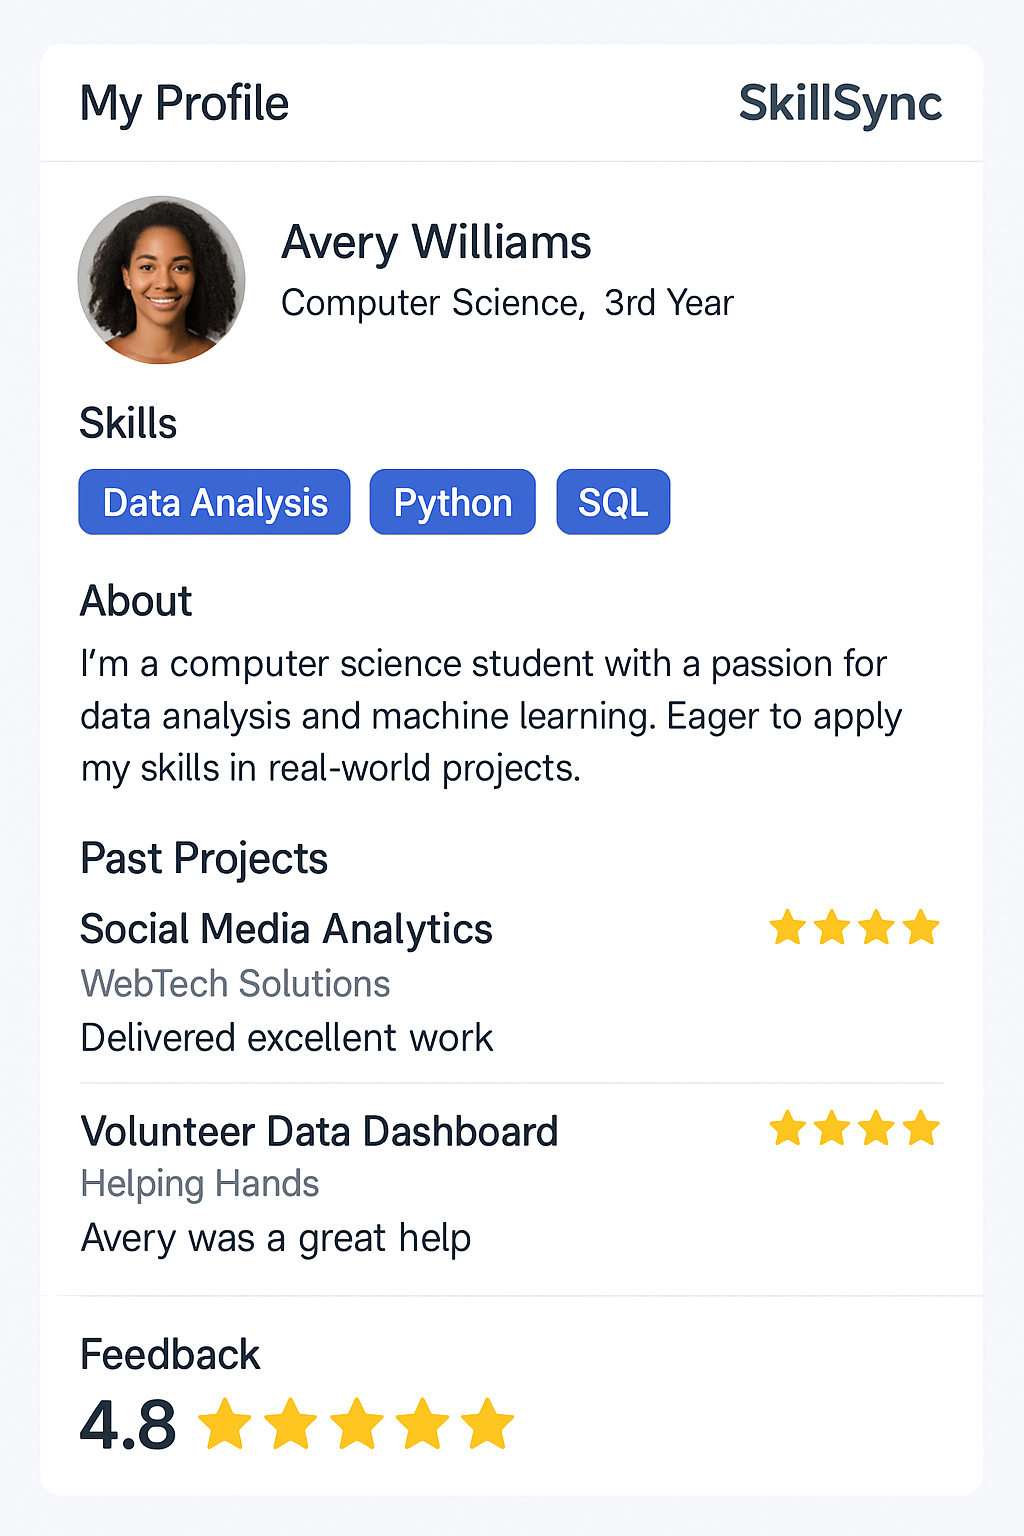 My Profile
SkillSync
Avery Williams
Computer Science, 3rd Year
Skills
Data Analysis
Python
SQL
About
I'm a computer science student with a passion for
data analysis and machine learning. Eager to apply
my skills in real-world projects.
Past Projects
Social Media Analytics
WebTech Solutions
Delivered excellent work
Volunteer Data Dashboard
Helping Hands
Avery was a great help
Feedback
4.8